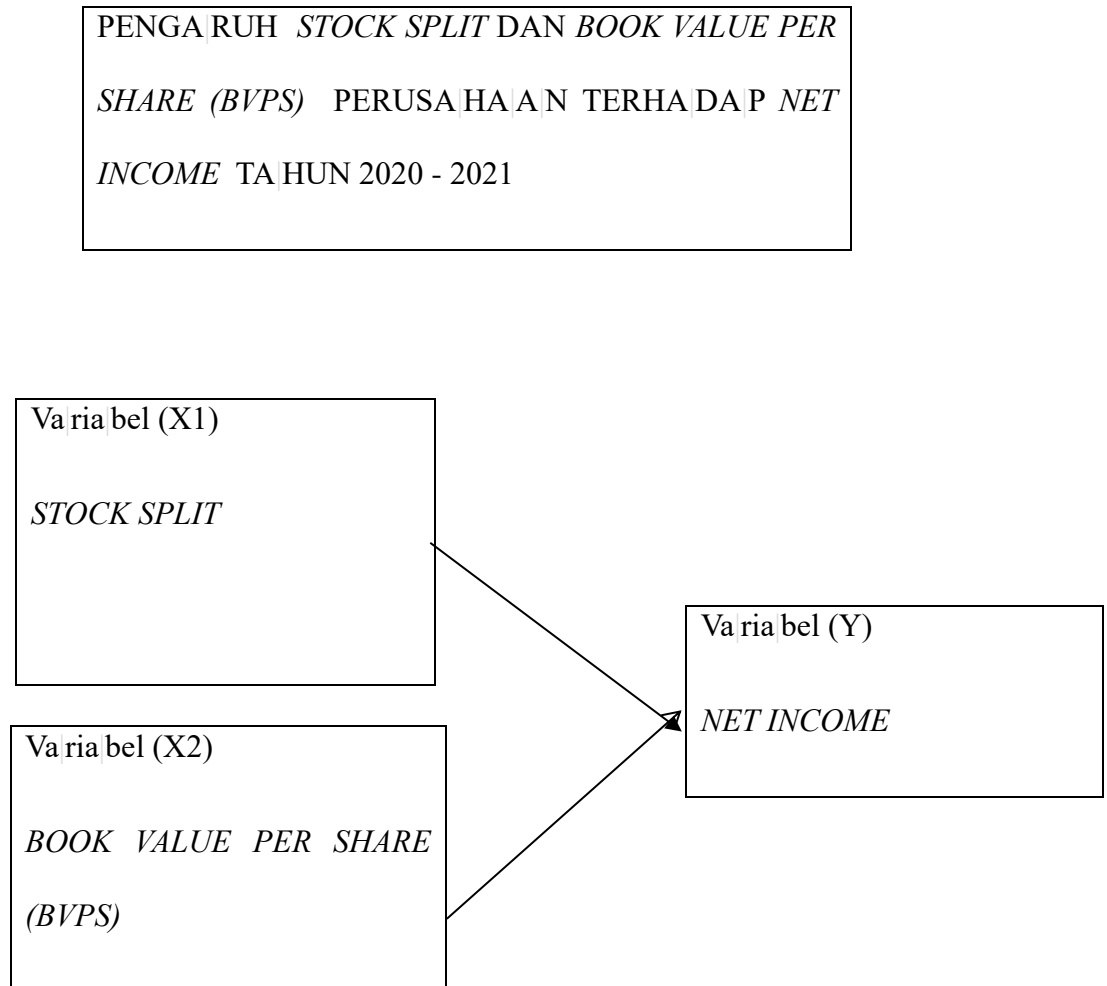 PENGARUH STOCK SPLIT DAN BOOK VALUE PER
SHARE (BVPS) PERUSAHAAN TERHADAP NET
INCOME TAHUN 2020 - 2021
Variabel (X1)
STOCK SPLIT
Variabel (Y)
NET INCOME
Variabel (X2)
BOOK VALUE PER SHARE
(BVPS)